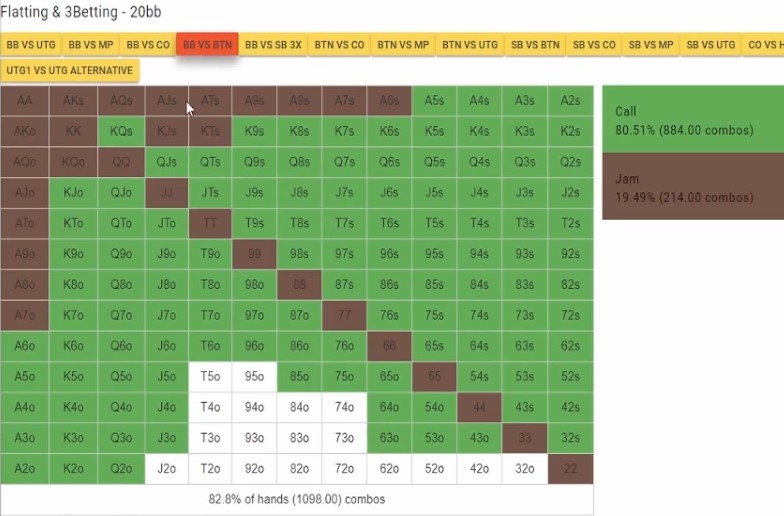 Flatting & 3Betting - 20bb
BB VS UTG BB VS MP BB VS CO BB VS BTN BB VS SB 3X BTN VS CO BTN VS MP BTN VS UTG SB VS BTN SB VS CO SB VS MP SB VS UTG CO VS H
UTG1 VS UTG ALTERNATIVE
AA AKs AQs AJs ATs A9s A8s A7s A6s A5s A4s A3s A2s
AKo KK KQs KJs KTs K9s K8s K7s K6s K5s K4s K3s K2s
AQo KQo QQ QJs QTs Q9s Q8s Q7s Q6s Q5s Q4s Q3s Q2s
AJo KJo QJo JJ JTs J9s J8s J7s J6s J5s J4s J3s J2s
ATo KTo QTo JTo TT T9s T8s T7s T6s T5s T4s T3s T2s
A9o K9o Q9o J9o T9o 99 98s 97s 96s 95s 94s 93s 92s
A8o K8o Q8o J8o T8o 98o 88 87s 86s 85s 84s 83s 82s
A7o K7o Q7o J7o T7o 97o 87o 77 76s 75s 74s 73s 72s
A6o K6o Q6o J6o T6o 96o 86o 76o 66 65s 64s 63s 62s
A5o K5o Q5o J5o T5o 95o 85o 75o 65o 55 54s 53s 52s
A4o K4o Q4o J4o T4o 94o 84o 74o 64o 54o 44 43s 42s
A3o K3o Q3o J3o T3o 93o 83o 73o 63o 53o 43o 33 32s
A2o K2o Q2o J2o T2o 92o 82o 72o 62o 52o 42o 32o 22
82.8% of hands (1098.00) combos
Call
80.51% (884.00 combos)
Jam
19.49% (214.00 combos)